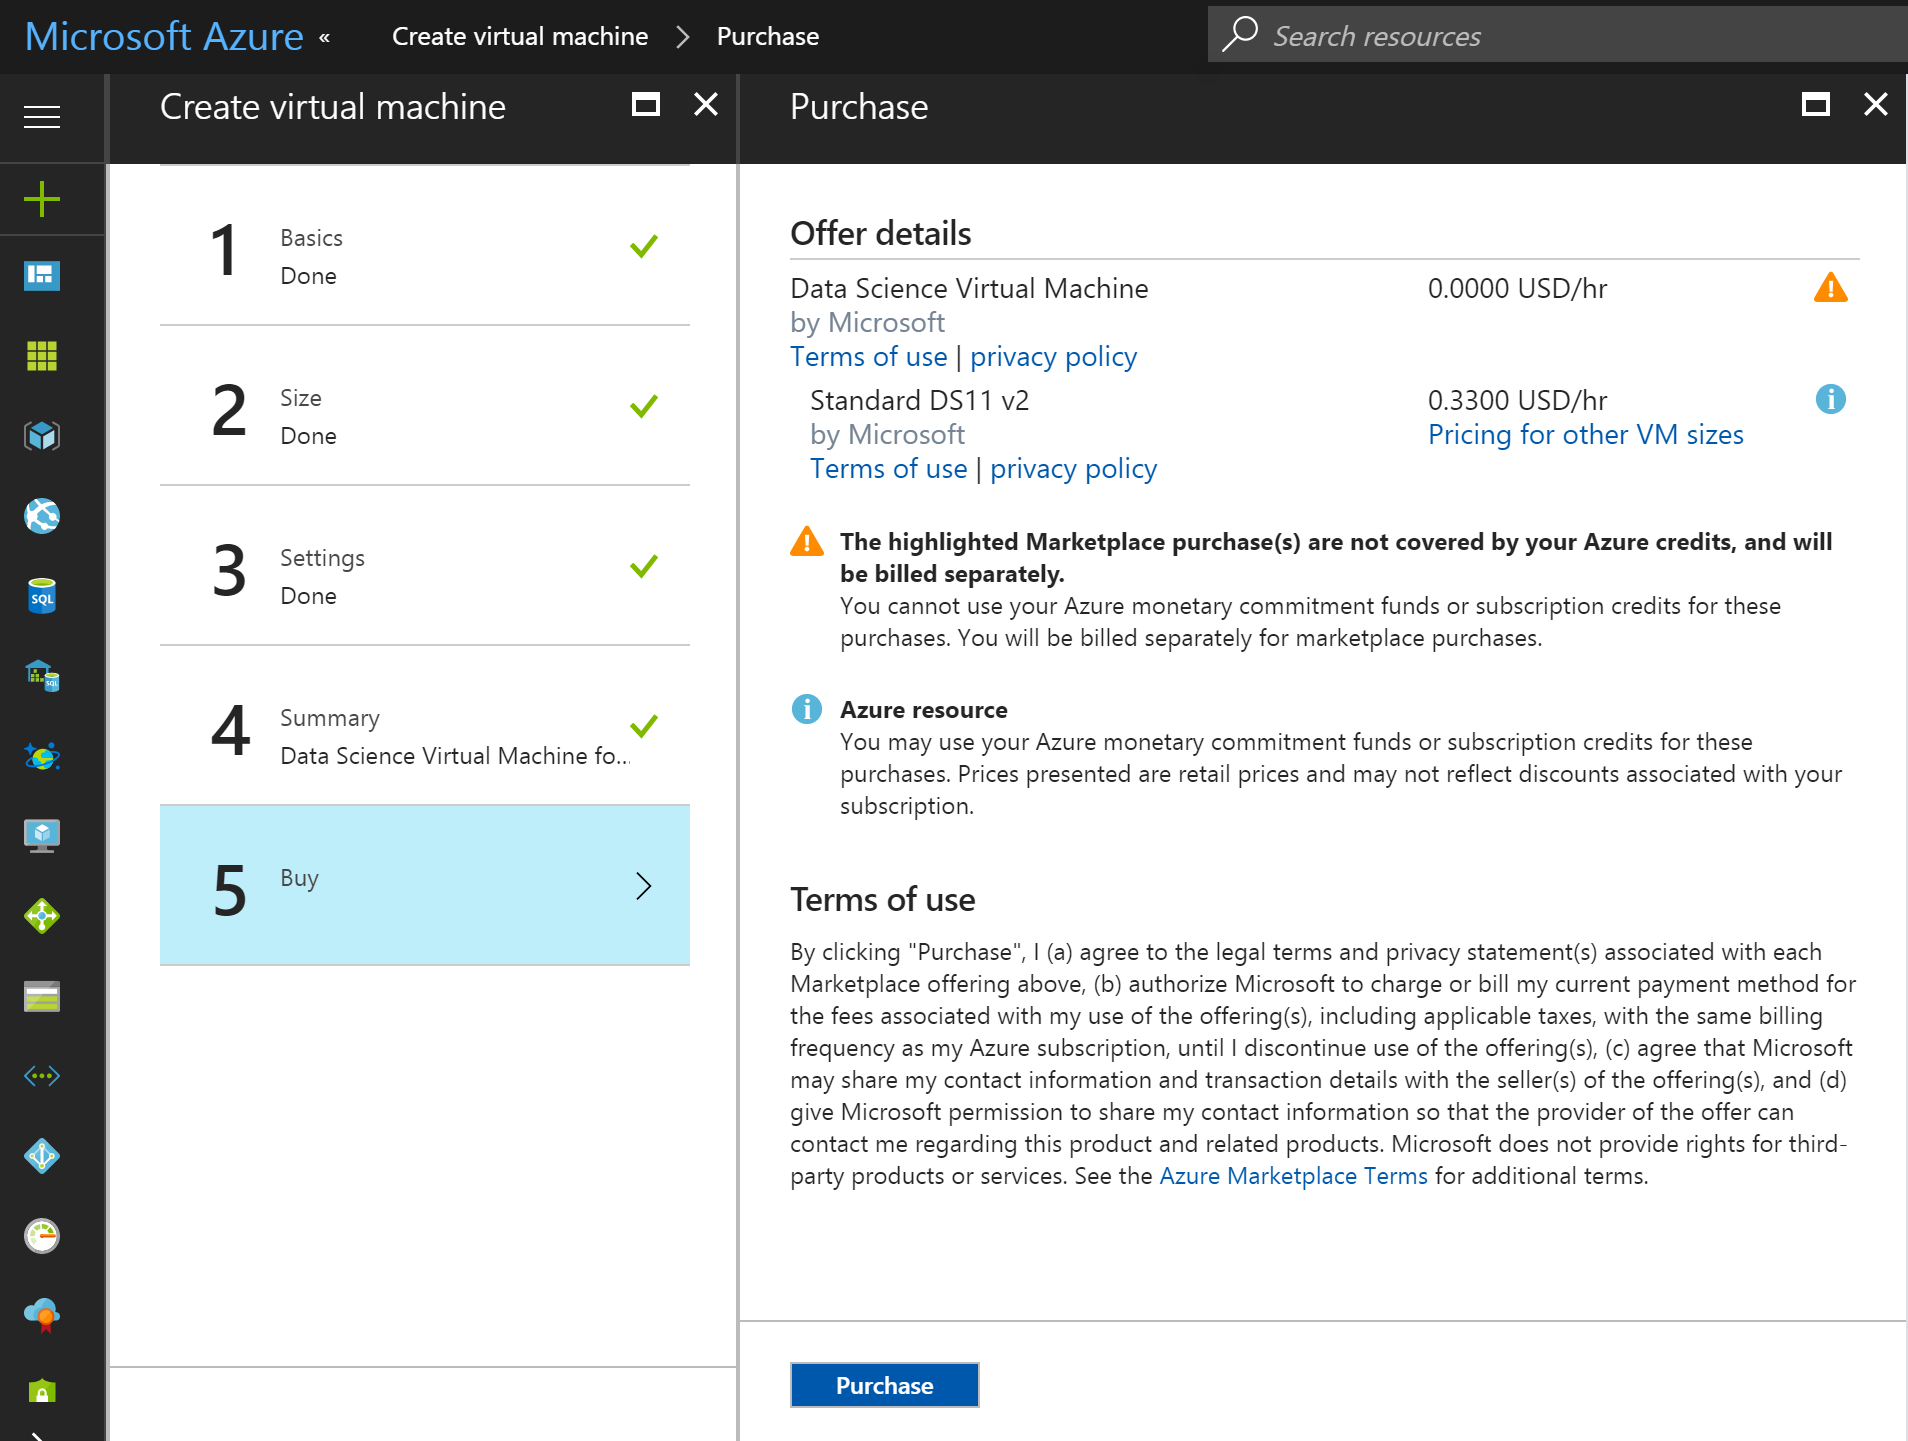 Microsoft Azure « Create virtual machine > Purchase Search resources
Create virtual machine
1 Basics
Done
2 Size
Done
3 Settings
Done
4 Summary
Data Science Virtual Machine fo...
5 Buy
Purchase
Offer details
Data Science Virtual Machine 0.0000 USD/hr
by Microsoft
Terms of use | privacy policy
Standard DS11 v2 0.3300 USD/hr
by Microsoft Pricing for other VM sizes
Terms of use | privacy policy
The highlighted Marketplace purchase(s) are not covered by your Azure credits, and will
be billed separately.
You cannot use your Azure monetary commitment funds or subscription credits for these
purchases. You will be billed separately for marketplace purchases.
Azure resource
You may use your Azure monetary commitment funds or subscription credits for these
purchases. Prices presented are retail prices and may not reflect discounts associated with your
subscription.
Terms of use
By clicking "Purchase", I (a) agree to the legal terms and privacy statement(s) associated with each
Marketplace offering above, (b) authorize Microsoft to charge or bill my current payment method for
the fees associated with my use of the offering(s), including applicable taxes, with the same billing
frequency as my Azure subscription, until I discontinue use of the offering(s), (c) agree that Microsoft
may share my contact information and transaction details with the seller(s) of the offering(s), and (d)
give Microsoft permission to share my contact information so that the provider of the offer can
contact me regarding this product and related products. Microsoft does not provide rights for third-
party products or services. See the Azure Marketplace Terms for additional terms.
Purchase
SQL
SQL